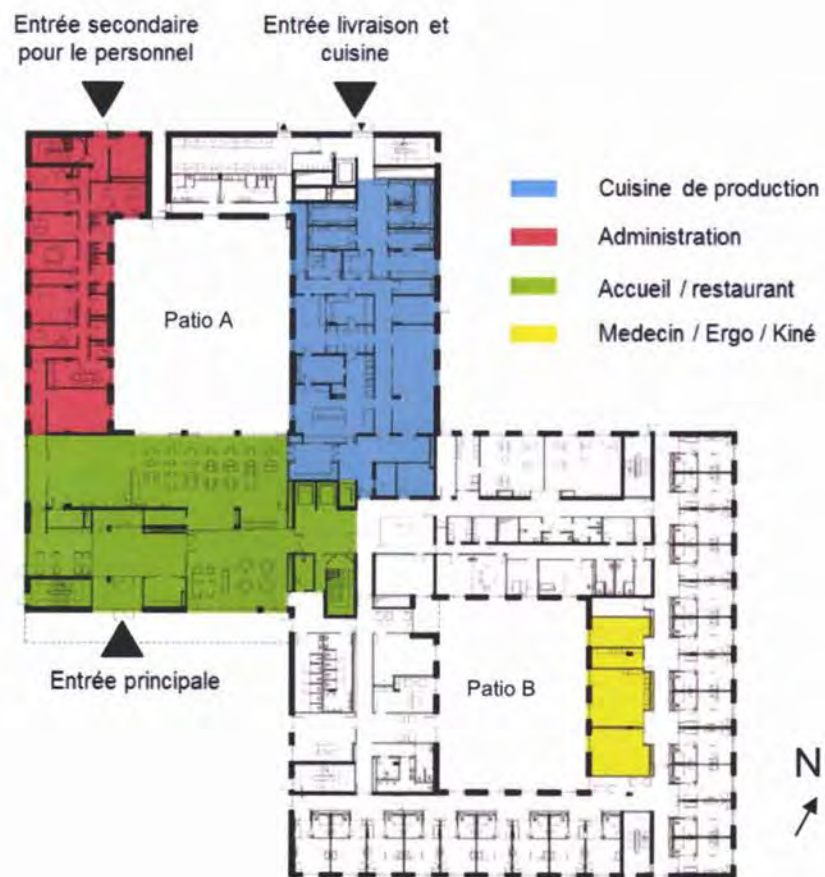 Entrée secondaire
pour le personnel
Entrée livraison et
cuisine
Cuisine de production
Administration
Accueil / restaurant
Medecin / Ergo / Kiné
Patio A
Entrée principale
Patio B
N